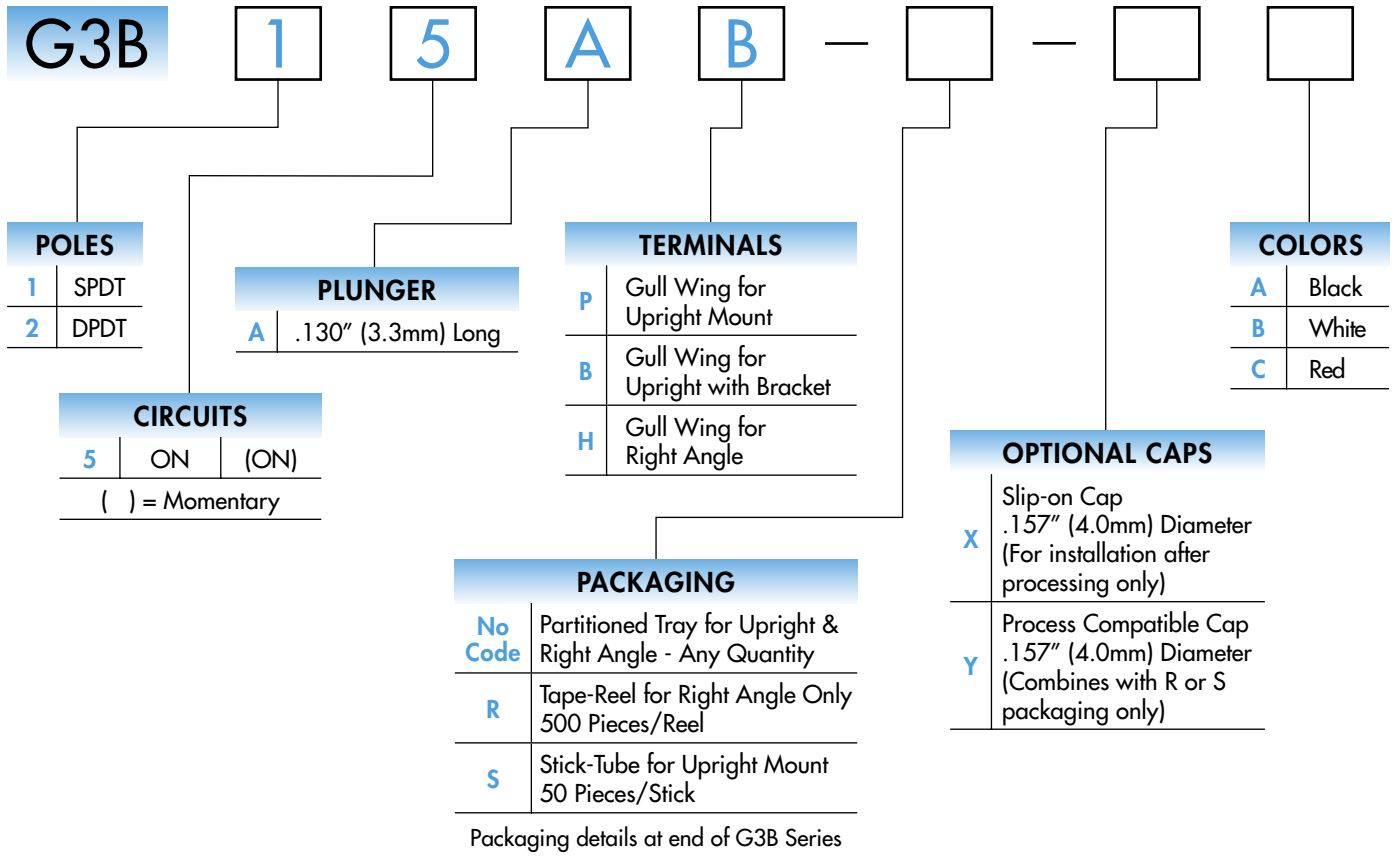 G3B 1 5 A B — —
POLES
1 SPDT
2 DPDT
CIRCUITS
5 ON (ON)
( ) = Momentary
PLUNGER
A .130" (3.3mm) Long
TERMINALS
P Gull Wing for
Upright Mount
B Gull Wing for
Upright with Bracket
H Gull Wing for
Right Angle
PACKAGING
No
Code
Partitioned Tray for Upright &
Right Angle - Any Quantity
R Tape-Reel for Right Angle Only
500 Pieces/Reel
S Stick-Tube for Upright Mount
50 Pieces/Stick
Packaging details at end of G3B Series
OPTIONAL CAPS
X Slip-on Cap
.157" (4.0mm) Diameter
(For installation after
processing only)
Y Process Compatible Cap
.157" (4.0mm) Diameter
(Combines with R or S
packaging only)
COLORS
A Black
B White
C Red